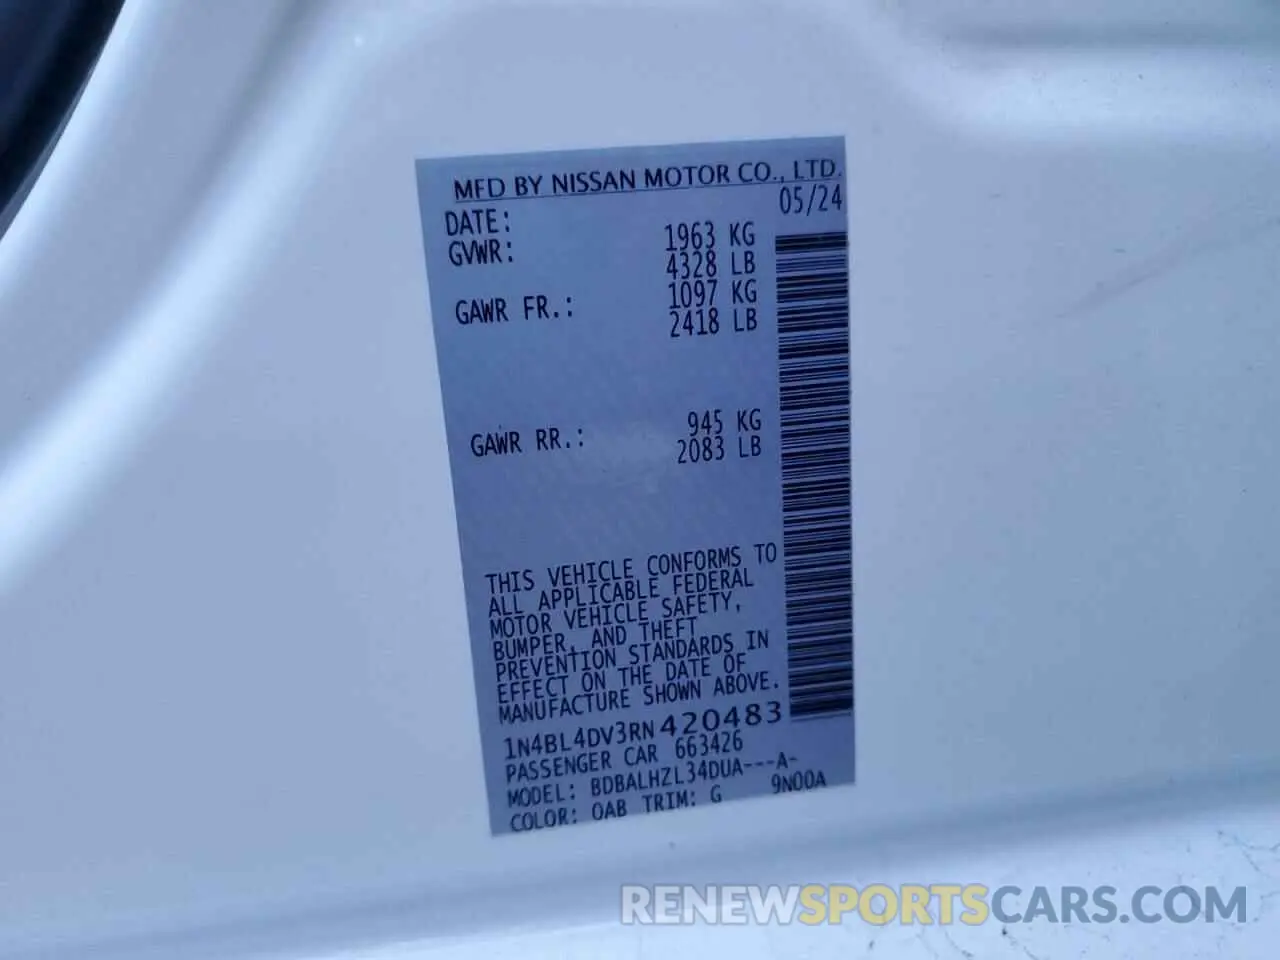 MFD BY NISSAN MOTOR CO., LTD.
DATE: 05/24
GVWR: 1963 KG
4328 LB
GAWR FR.: 1097 KG
2418 LB
GAWR RR.: 945 KG
2083 LB
THIS VEHICLE CONFORMS TO
ALL APPLICABLE FEDERAL
MOTOR VEHICLE SAFETY,
BUMPER, AND THEFT
PREVENTION STANDARDS IN
EFFECT ON THE DATE OF
MANUFACTURE SHOWN ABOVE.
1N4BL4DV3RN420483
PASSENGER CAR 663426
MODEL: BDBALHZL34DUA---A-
COLOR: OAB TRIM: G 9N00A
RENEWSPORTSCARS.COM